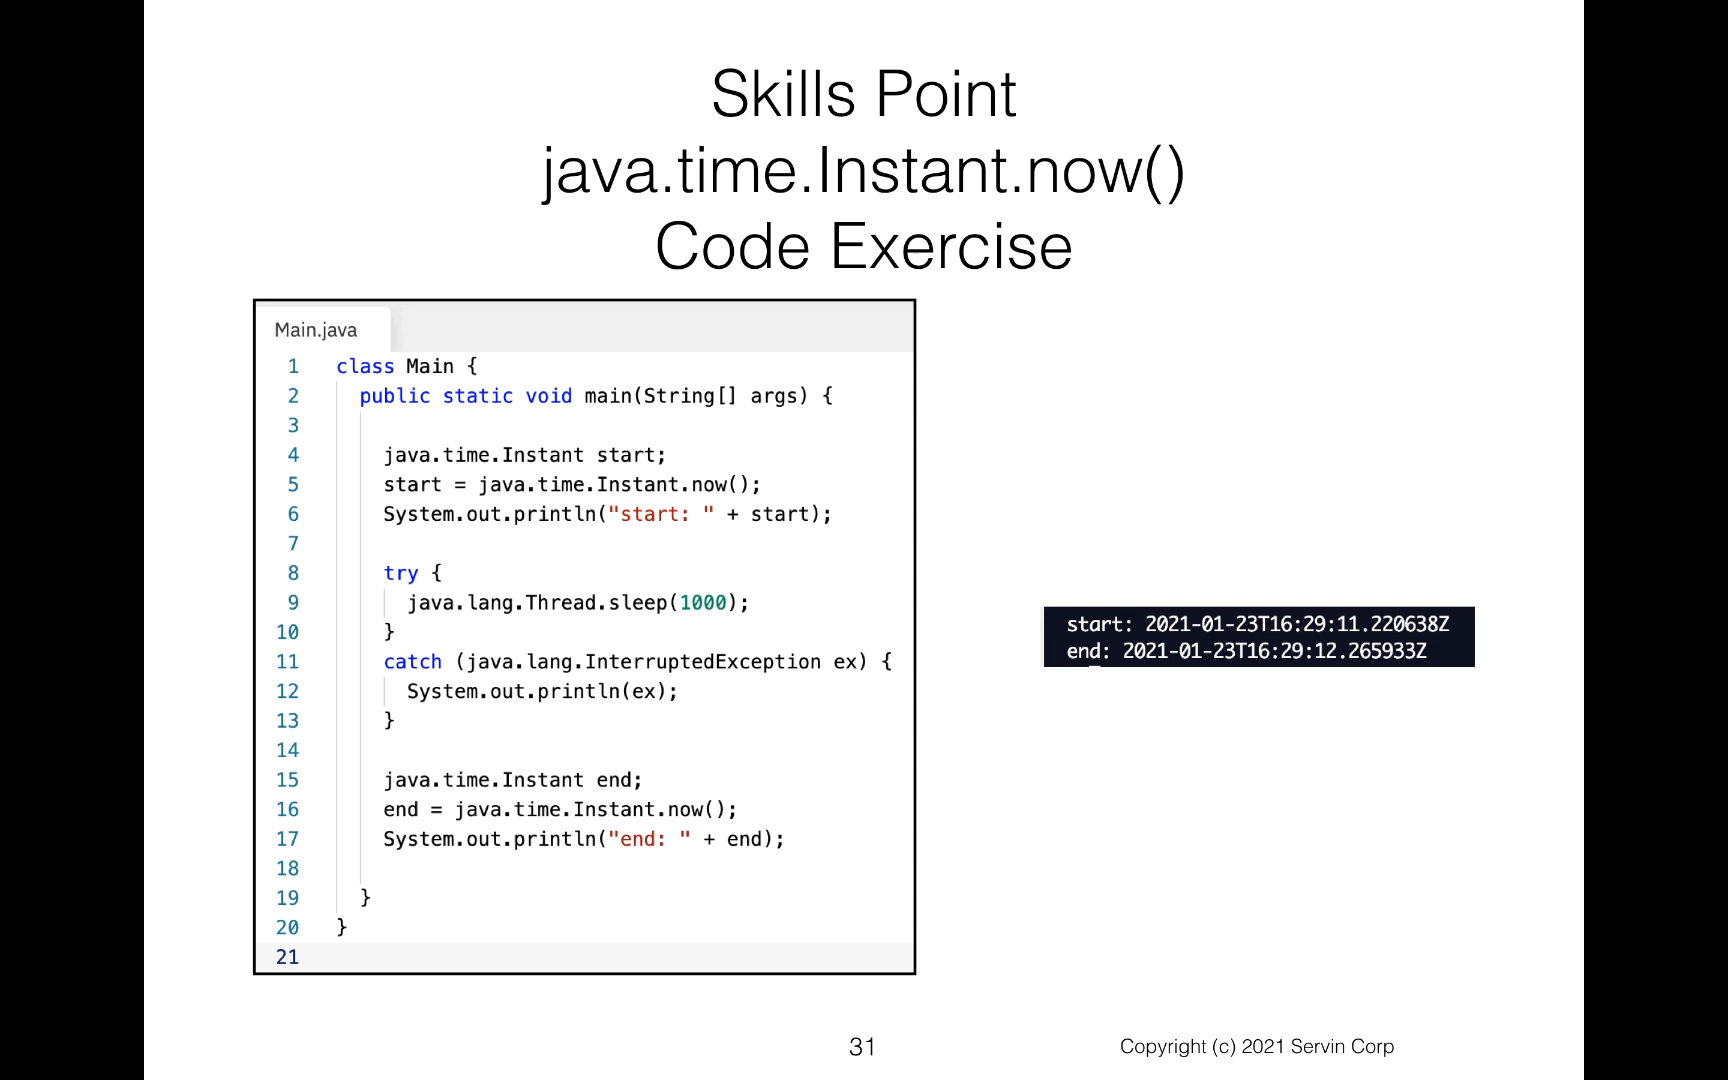 Skills Point
java.time.Instant.now()
Code Exercise
Main.java
1 class Main {
2 public static void main(String[] args) {
3
4 java.time.Instant start;
5 start = java.time.Instant.now();
6 System.out.println("start: " + start);
7
8 try {
9 java.lang.Thread.sleep(1000);
10 }
11 catch (java.lang.InterruptedException ex) {
12 System.out.println(ex);
13 }
14
15 java.time.Instant end;
16 end = java.time.Instant.now();
17 System.out.println("end: " + end);
18
19 }
20 }
21
start: 2021-01-23T16:29:11.220638Z
end: 2021-01-23T16:29:12.265933Z
31
Copyright (c) 2021 Servin Corp